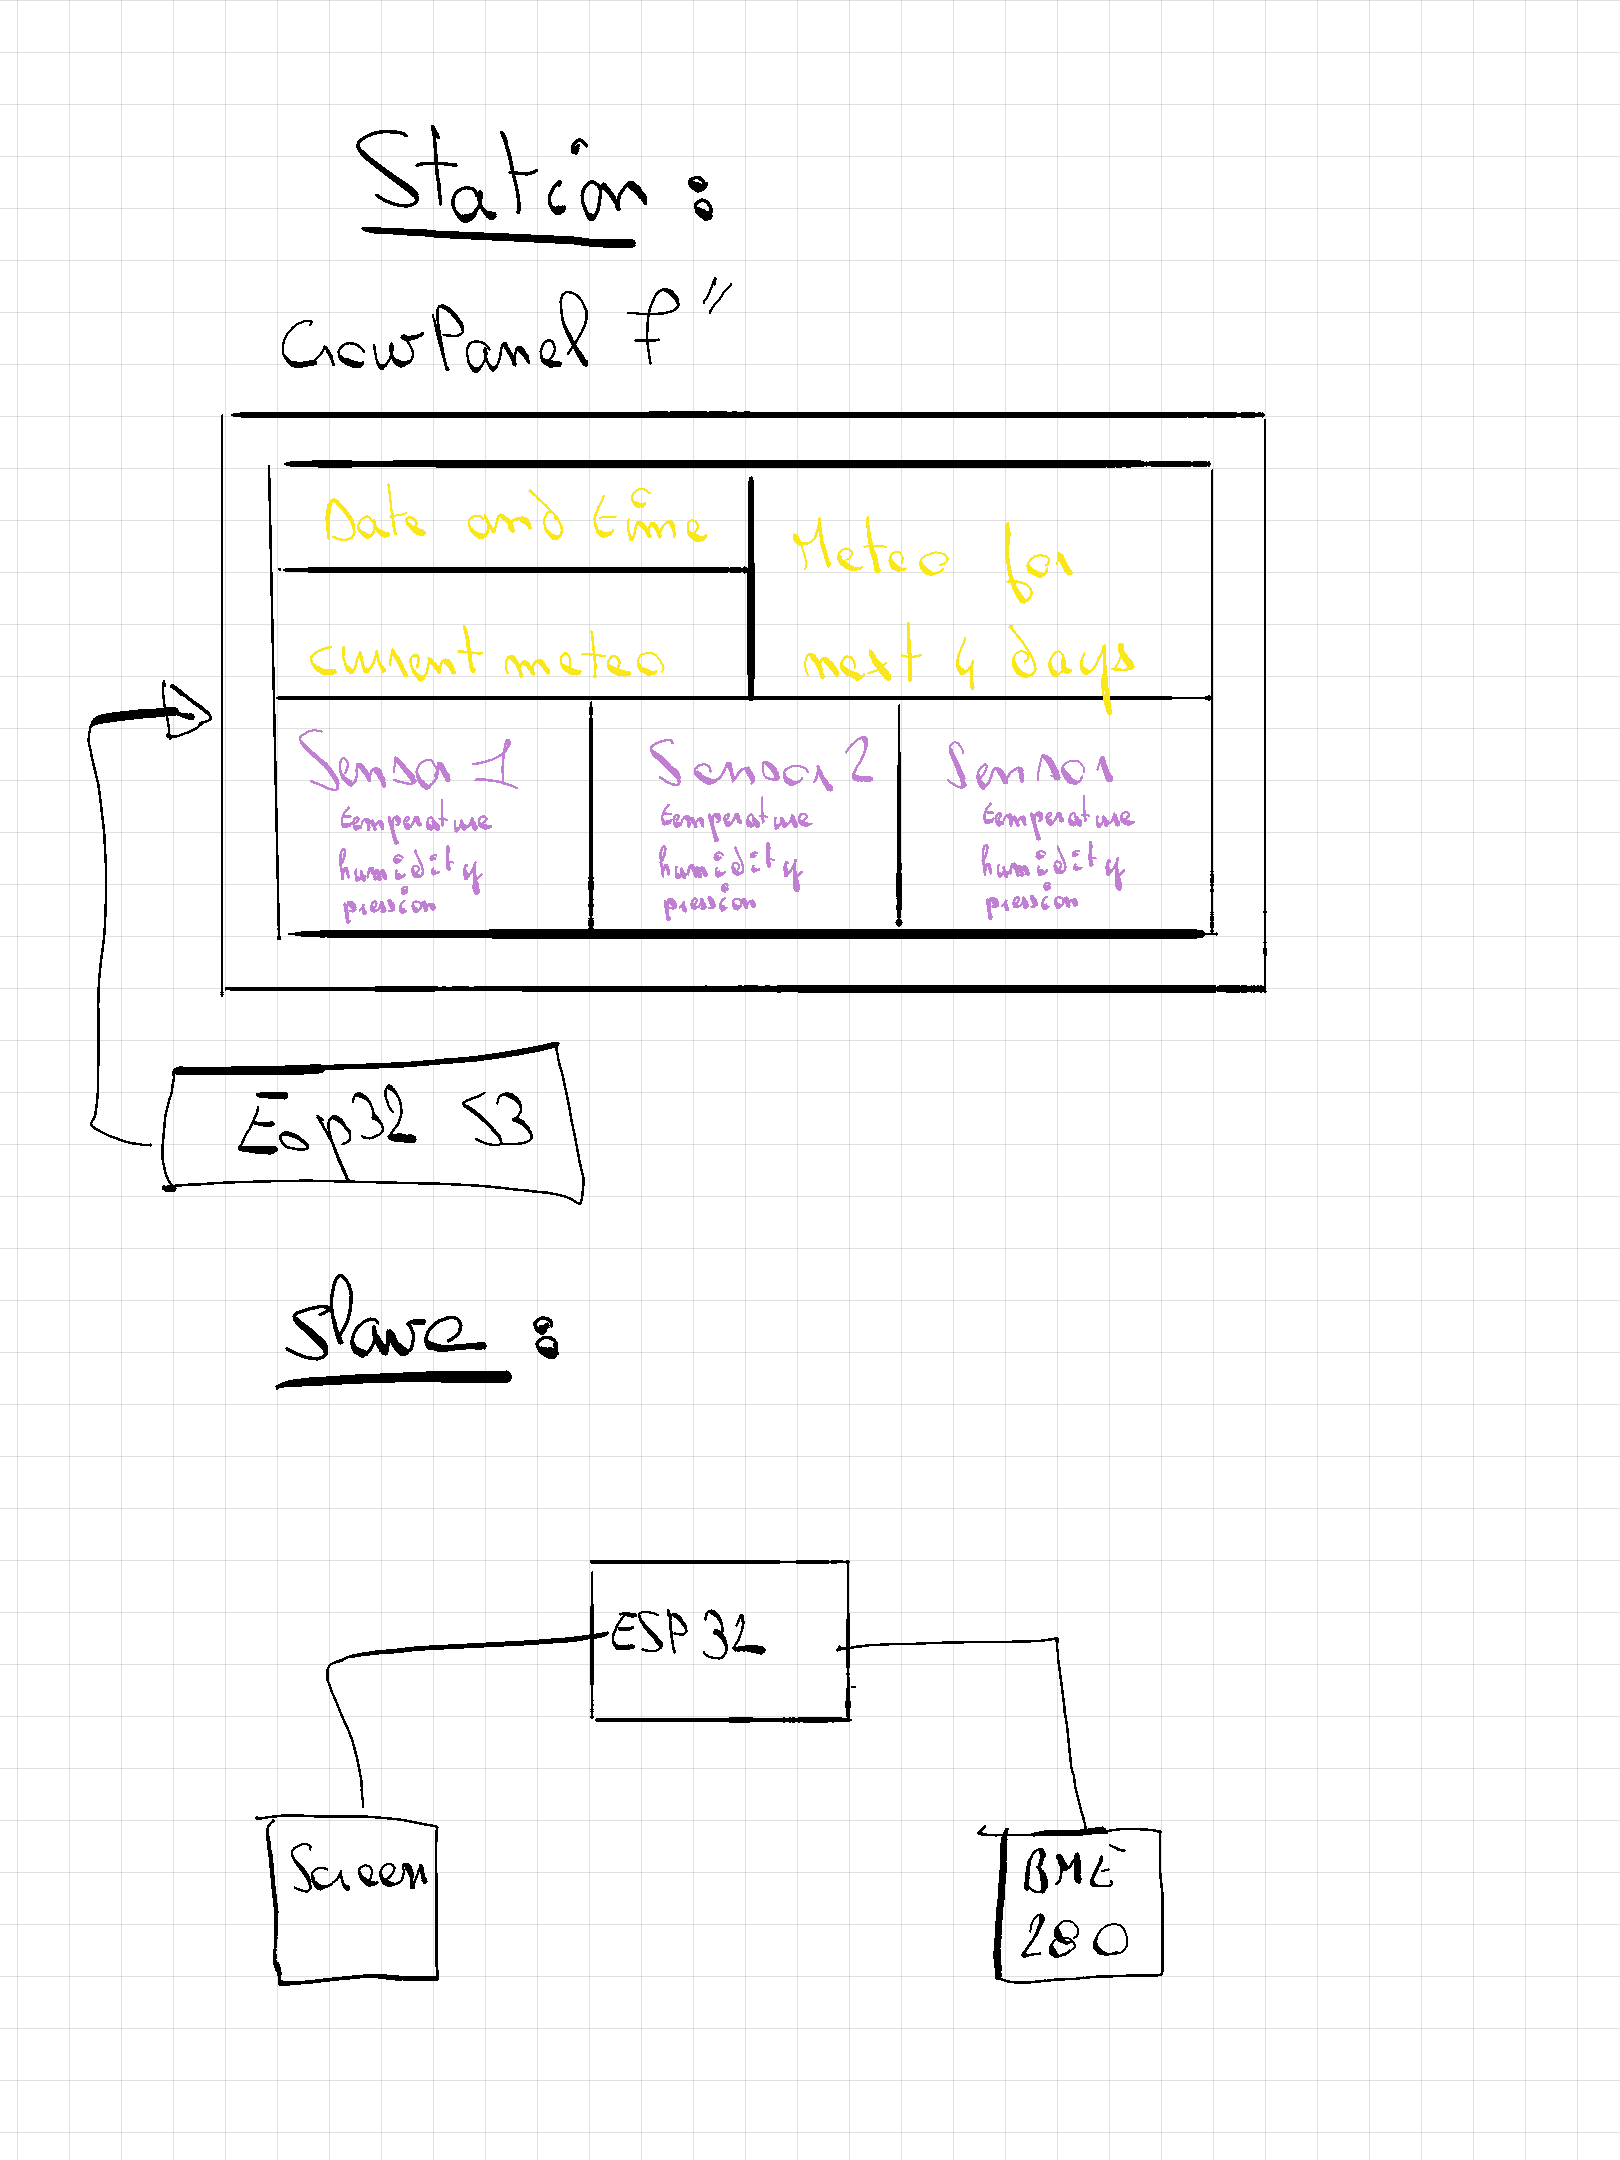 Station :
CrowPanel 7"
Date and time
Meteo for
current meteo
next 4 days
Sensor 1
temperature
humidity
pression
Sensor 2
temperature
humidity
pression
Sensor
temperature
humidity
pression
Esp32 S3
Slave :
ESP32
Screen
BME
280